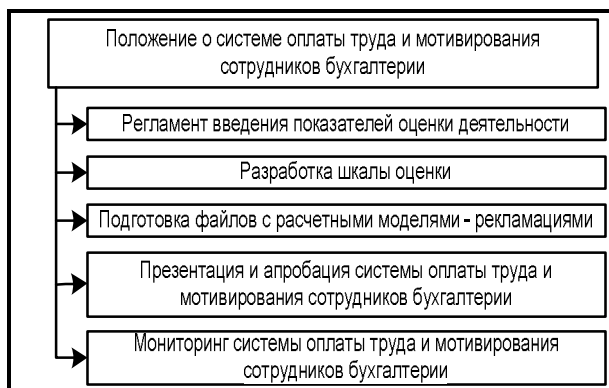 Положение о системе оплаты труда и мотивирования
сотрудников бухгалтерии
Регламент введения показателей оценки деятельности
Разработка шкалы оценки
Подготовка файлов с расчетными моделями - рекламациями
Презентация и апробация системы оплаты труда и
мотивирования сотрудников бухгалтерии
Мониторинг системы оплаты труда и мотивирования
сотрудников бухгалтерии